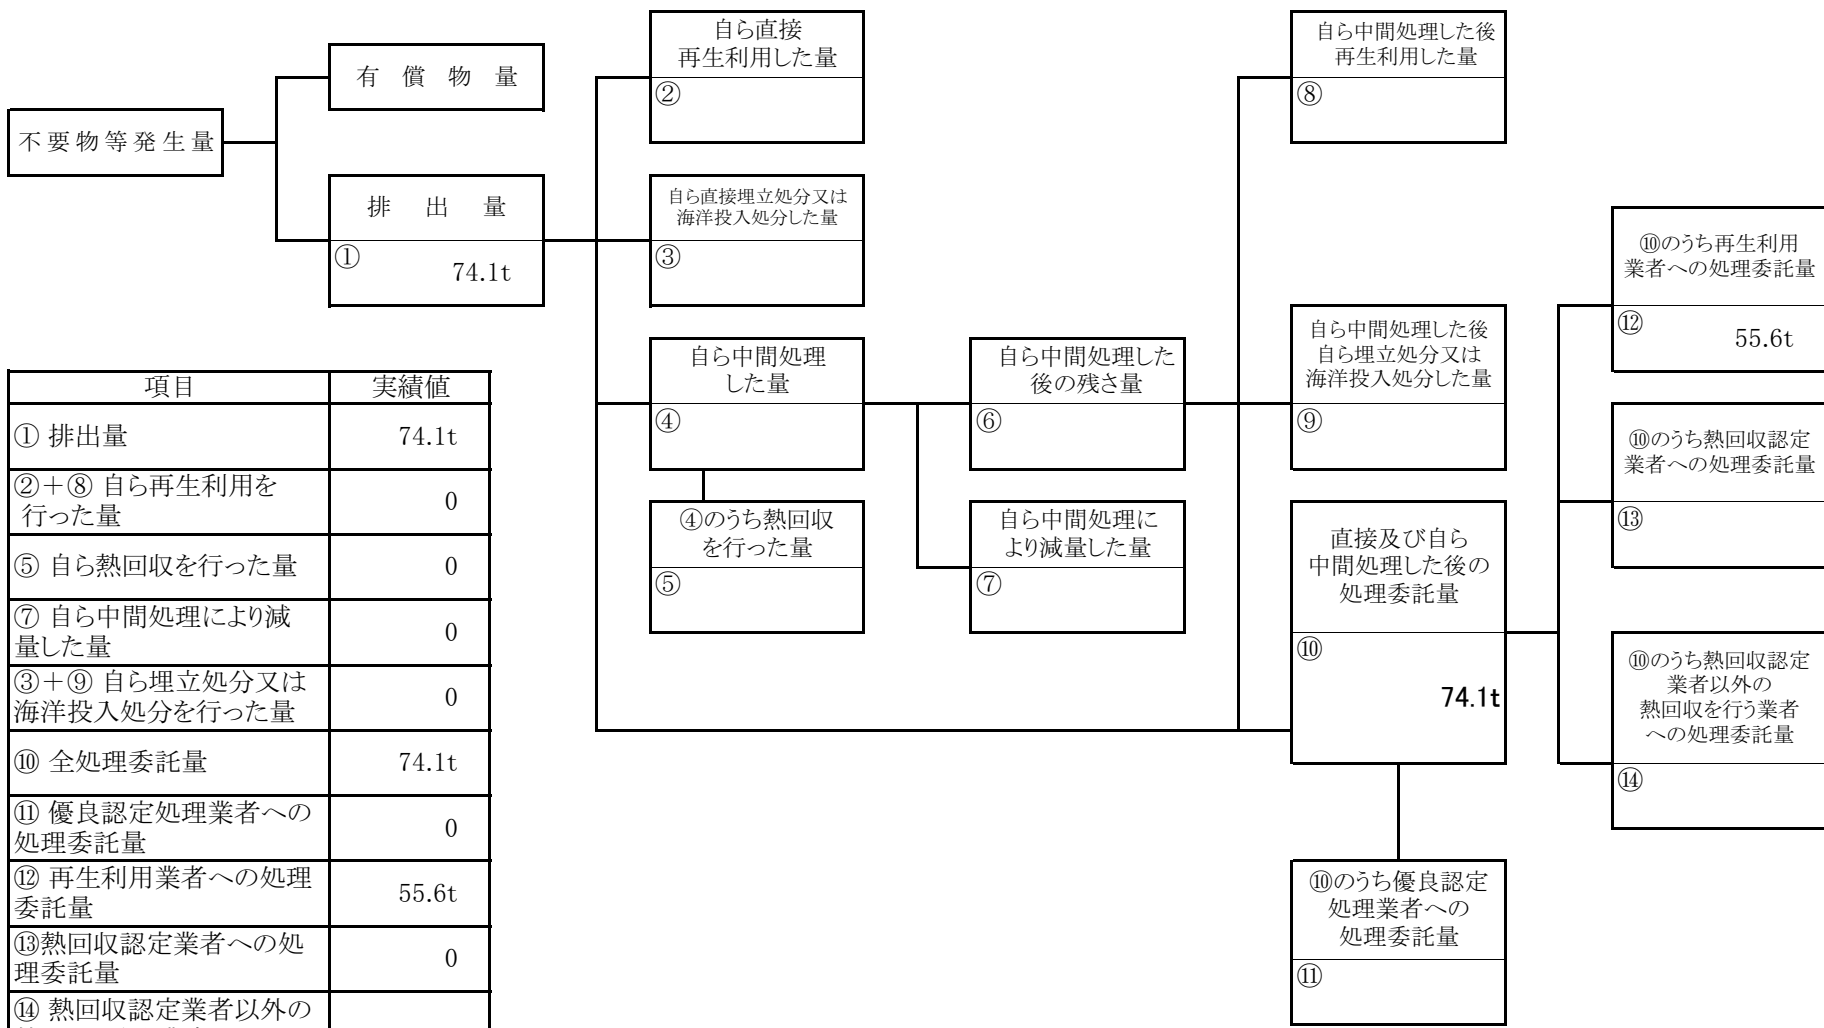 不要物等発生量
有償物量
排出量
①
74.1t
自ら直接
再生利用した量
②
自ら直接埋立処分又は
海洋投入処分した量
③
自ら中間処理
した量
④
④のうち熱回収
を行った量
⑤
自ら中間処理した
後の残さ量
⑥
自ら中間処理に
より減量した量
⑦
自ら中間処理した後
再生利用した量
⑧
自ら中間処理した後
自ら埋立処分又は
海洋投入処分した量
⑨
直接及び自ら
中間処理した後の
処理委託量
⑩
74.1t
⑩のうち優良認定
処理業者への
処理委託量
⑪
⑩のうち再生利用
業者への処理委託量
⑫
55.6t
⑩のうち熱回収認定
業者への処理委託量
⑬
⑩のうち熱回収認定
業者以外の
熱回収を行う業者
への処理委託量
⑭
項目 実績値
① 排出量 74.1t
②＋⑧ 自ら再生利用を
行った量 0
⑤ 自ら熱回収を行った量 0
⑦ 自ら中間処理により減
量した量 0
③＋⑨ 自ら埋立処分又は
海洋投入処分を行った量 0
⑩ 全処理委託量 74.1t
⑪ 優良認定処理業者への
処理委託量 0
⑫ 再生利用業者への処理
委託量 55.6t
⑬熱回収認定業者への処
理委託量 0
⑭ 熱回収認定業者以外の